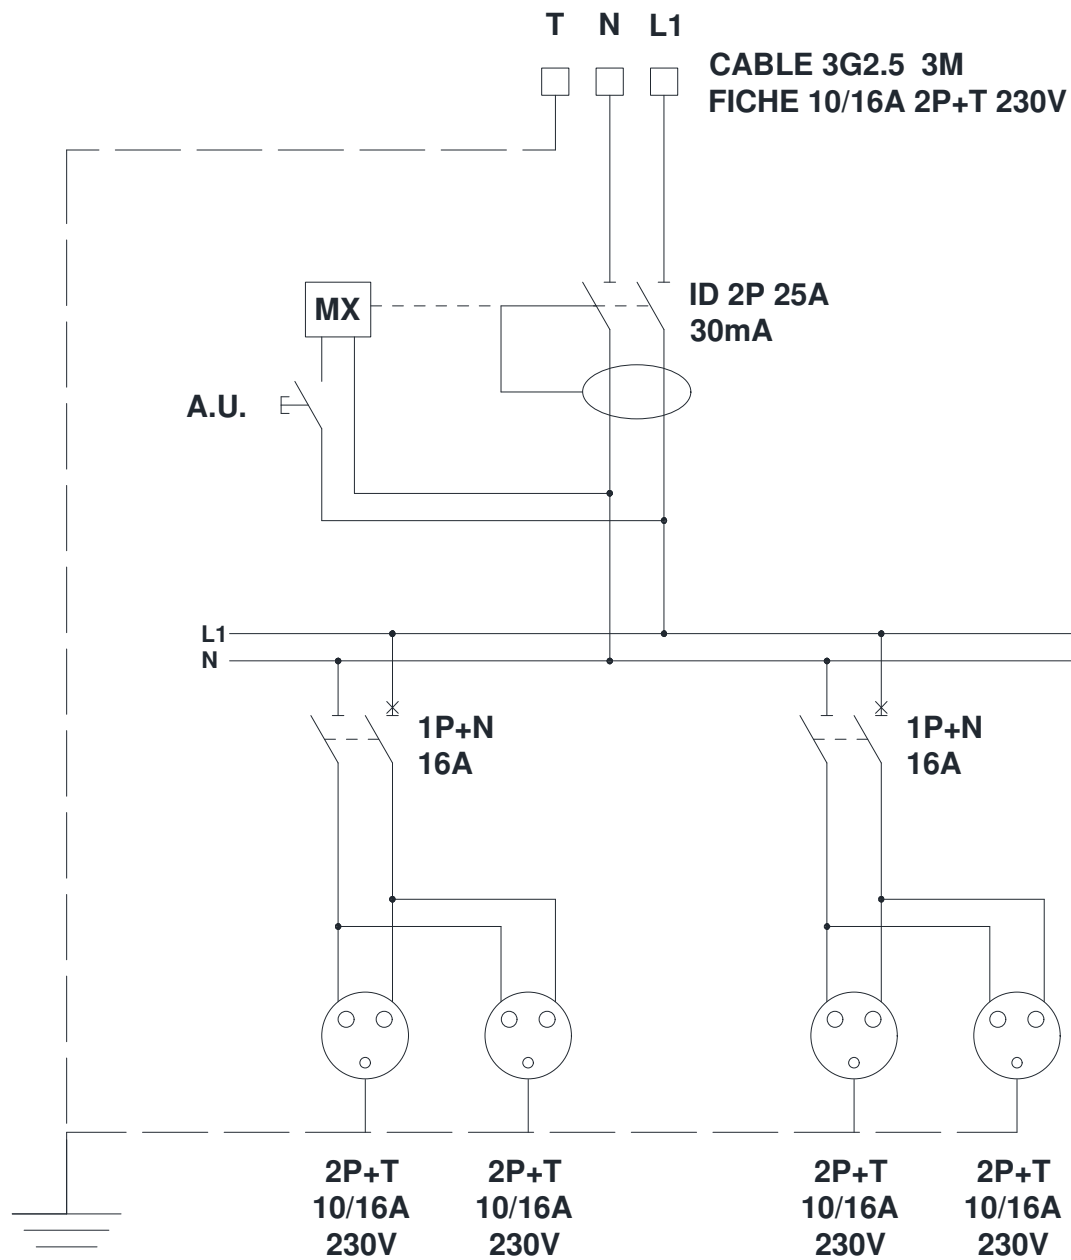 T N L1
CABLE 3G2.5 3M
FICHE 10/16A 2P+T 230V
MX
ID 2P 25A
30mA
A.U.
L1
N
1P+N
16A
1P+N
16A
2P+T
10/16A
230V
2P+T
10/16A
230V
2P+T
10/16A
230V
2P+T
10/16A
230V